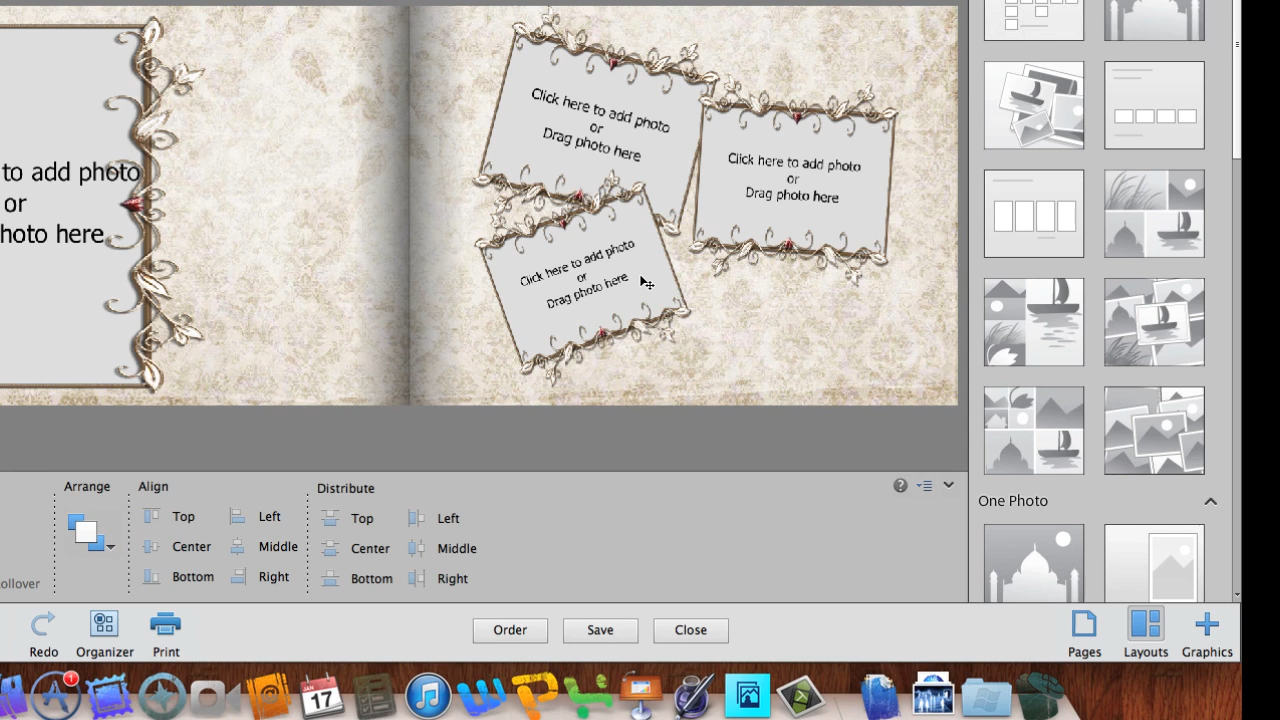 to add photo
or
hoto here
Click here to add photo
or
Drag photo here
Click here to add photo
or
Drag photo here
Click here to add photo
or
Drag photo here
One Photo
Arrange
Align
Top
Left
Center
Middle
Bottom
Right
Distribute
Top
Left
Center
Middle
Bottom
Right
ollover
Redo
Organizer
Print
Order
Save
Close
Pages
Layouts
Graphics
1
JAN
17